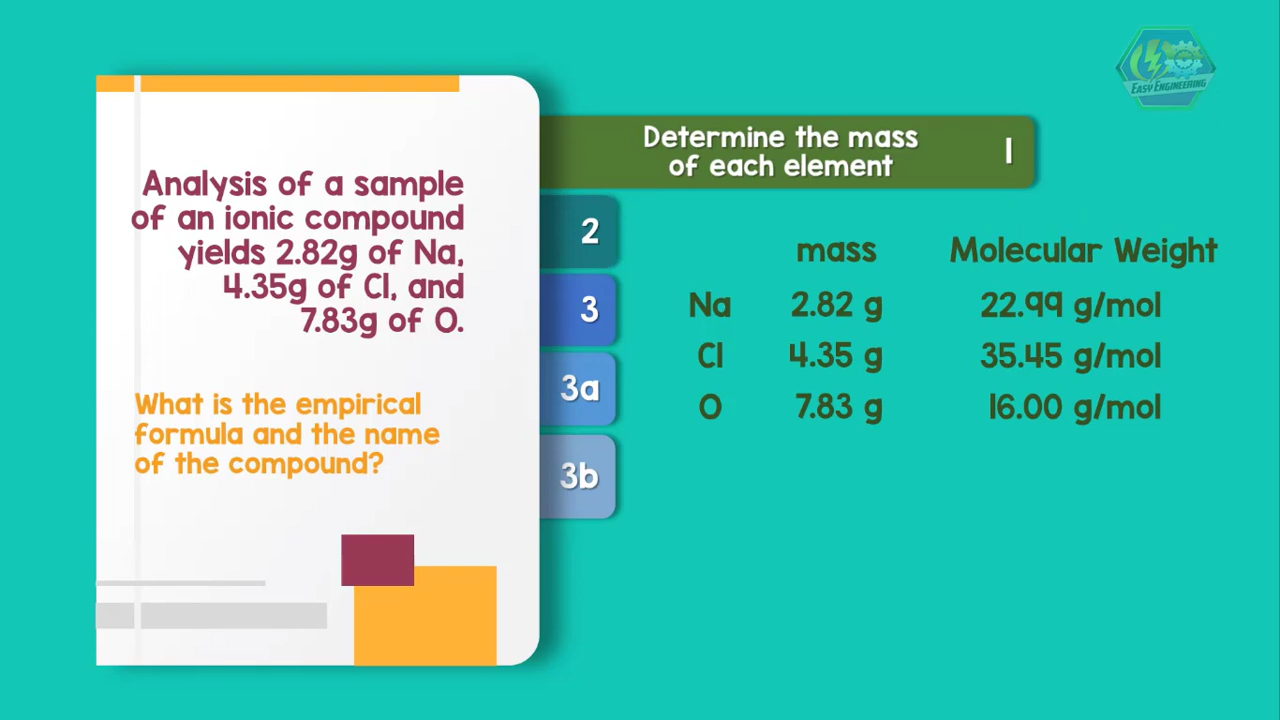 EASY ENGINEERING
Determine the mass
of each element
1
Analysis of a sample
of an ionic compound
yields 2.82g of Na,
4.35g of Cl, and
7.83g of O.
What is the empirical
formula and the name
of the compound?
2
3
3a
3b
mass Molecular Weight
Na 2.82 g 22.99 g/mol
Cl 4.35 g 35.45 g/mol
O 7.83 g 16.00 g/mol